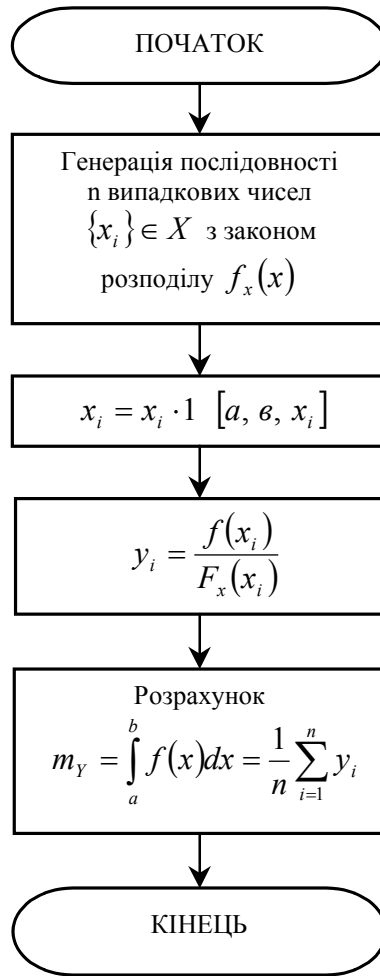 ПОЧАТОК
Генерація послідовності
n випадкових чисел
{x_i} ∈ X з законом
розподілу f_x(x)
x_i = x_i · 1 [а, в, x_i]
y_i = f(x_i) / F_x(x_i)
Розрахунок
m_Y = ∫_a^b f(x)dx = 1/n ∑_{i=1}^n y_i
КІНЕЦЬ